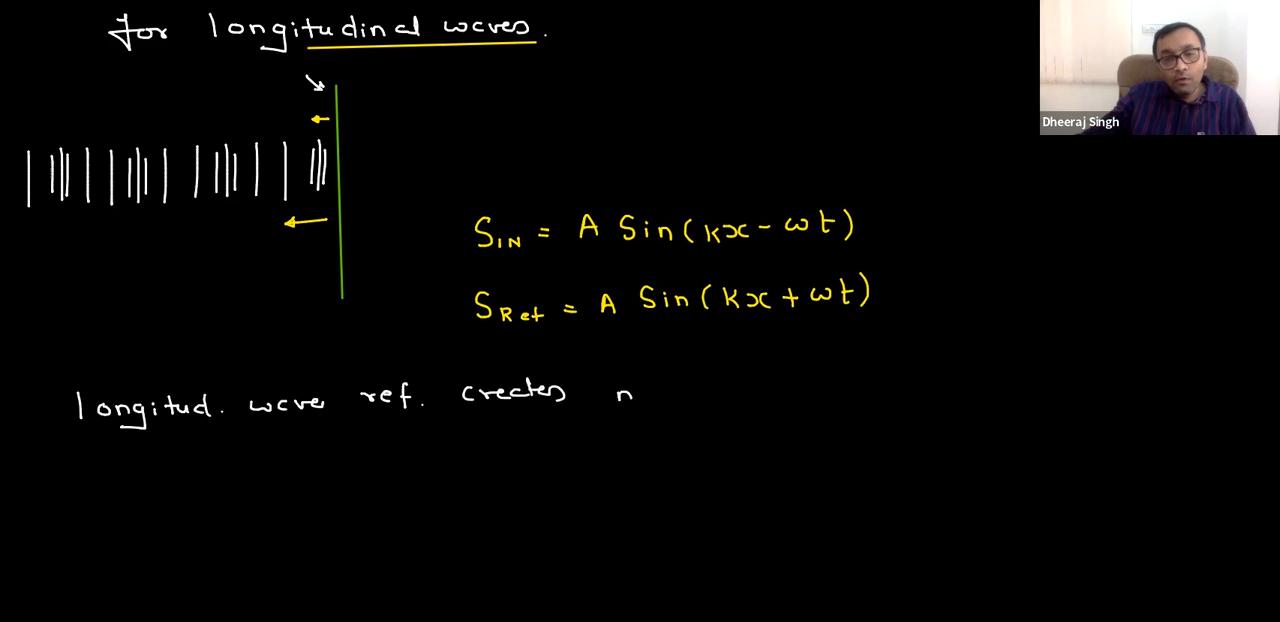 for longitudinal waves.
Dheeraj Singh
S_IN = A Sin(kx - ωt)
S_Ref = A Sin(kx + ωt)
longitud. wave ref. creates n